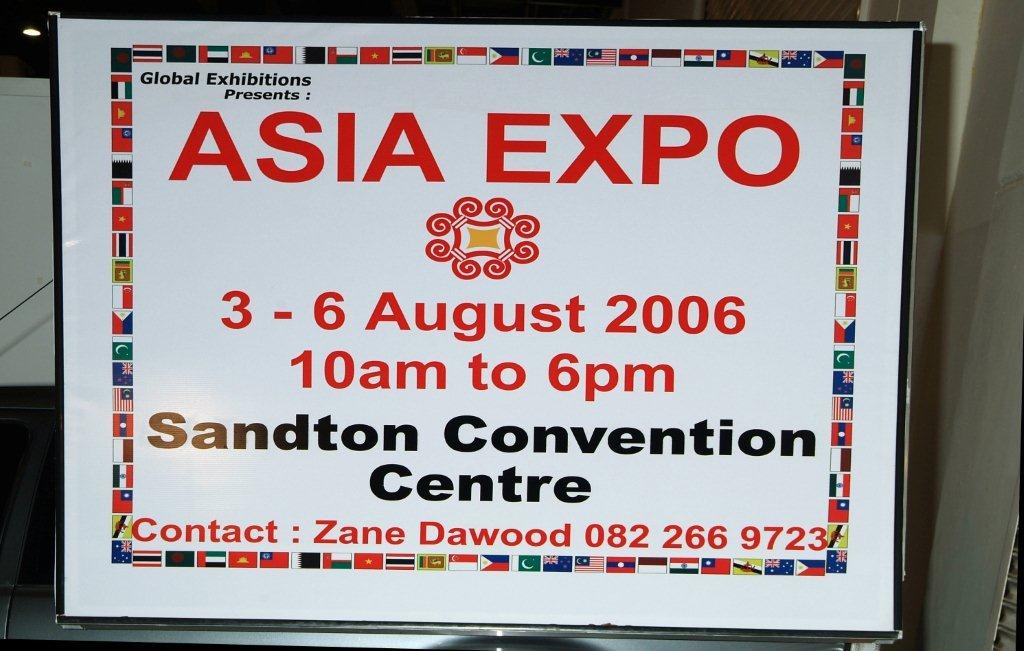 Global Exhibitions
Presents :
ASIA EXPO
3 - 6 August 2006
10am to 6pm
Sandton Convention
Centre
Contact : Zane Dawood 082 266 9723